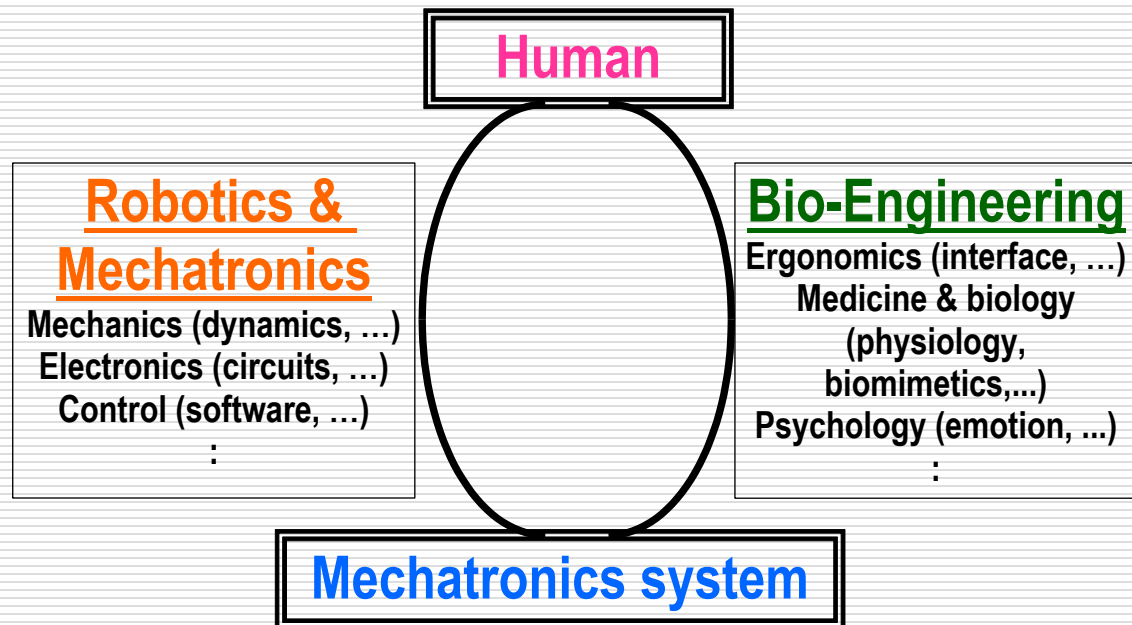 Human
Robotics &
Mechatronics
Mechanics (dynamics, …)
Electronics (circuits, …)
Control (software, …)
:
Bio-Engineering
Ergonomics (interface, …)
Medicine & biology
(physiology,
biomimetics,...)
Psychology (emotion, ...)
:
Mechatronics system